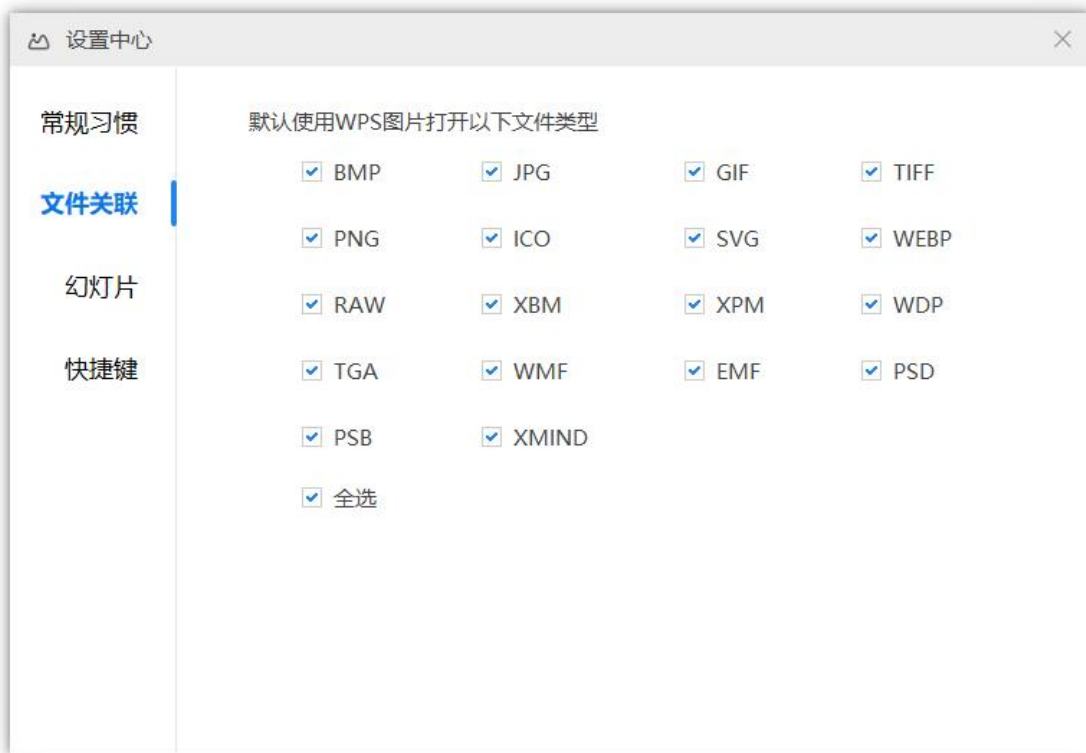 设置中心
常规习惯
文件关联
幻灯片
快捷键
默认使用WPS图片打开以下文件类型
BMP JPG GIF TIFF
PNG ICO SVG WEBP
RAW XBM XPM WDP
TGA WMF EMF PSD
PSB XMIND
全选